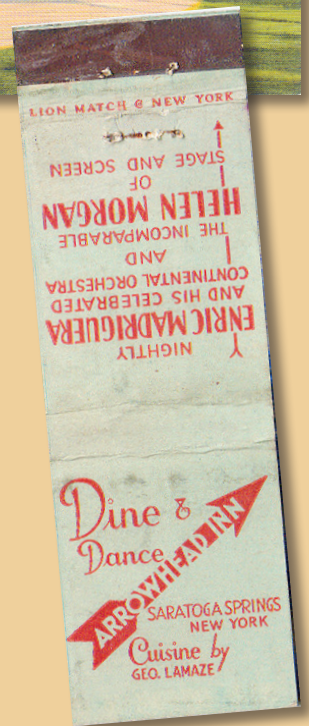 LION MATCH @ NEW YORK
NIGHTLY
ENRIC MADRIGUERA
AND HIS CELEBRATED
CONTINENTAL ORCHESTRA
AND
THE INCOMPARABLE
HELEN MORGAN
OF
STAGE AND SCREEN
Dine &
Dance
ARROWHEAD INN
SARATOGA SPRINGS
NEW YORK
Cuisine by
GEO. LAMAZE